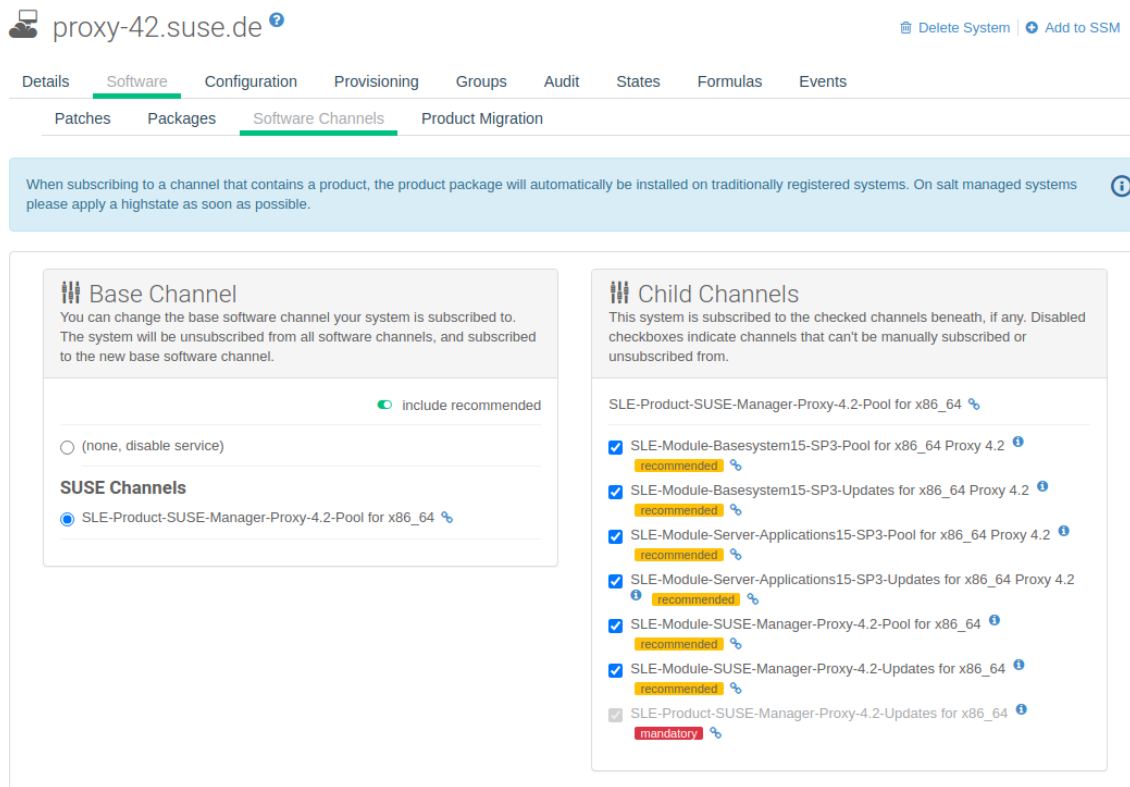 proxy-42.suse.de ?
Delete System | Add to SSM
Details Software Configuration Provisioning Groups Audit States Formulas Events
Patches Packages Software Channels Product Migration
When subscribing to a channel that contains a product, the product package will automatically be installed on traditionally registered systems. On salt managed systems
please apply a highstate as soon as possible.
Base Channel
You can change the base software channel your system is subscribed to.
The system will be unsubscribed from all software channels, and subscribed
to the new base software channel.
include recommended
(none, disable service)
SUSE Channels
SLE-Product-SUSE-Manager-Proxy-4.2-Pool for x86_64
Child Channels
This system is subscribed to the checked channels beneath, if any. Disabled
checkboxes indicate channels that can't be manually subscribed or
unsubscribed from.
SLE-Product-SUSE-Manager-Proxy-4.2-Pool for x86_64
SLE-Module-Basesystem15-SP3-Pool for x86_64 Proxy 4.2
recommended
SLE-Module-Basesystem15-SP3-Updates for x86_64 Proxy 4.2
recommended
SLE-Module-Server-Applications15-SP3-Pool for x86_64 Proxy 4.2
recommended
SLE-Module-Server-Applications15-SP3-Updates for x86_64 Proxy 4.2
recommended
SLE-Module-SUSE-Manager-Proxy-4.2-Pool for x86_64
recommended
SLE-Module-SUSE-Manager-Proxy-4.2-Updates for x86_64
recommended
SLE-Product-SUSE-Manager-Proxy-4.2-Updates for x86_64
mandatory